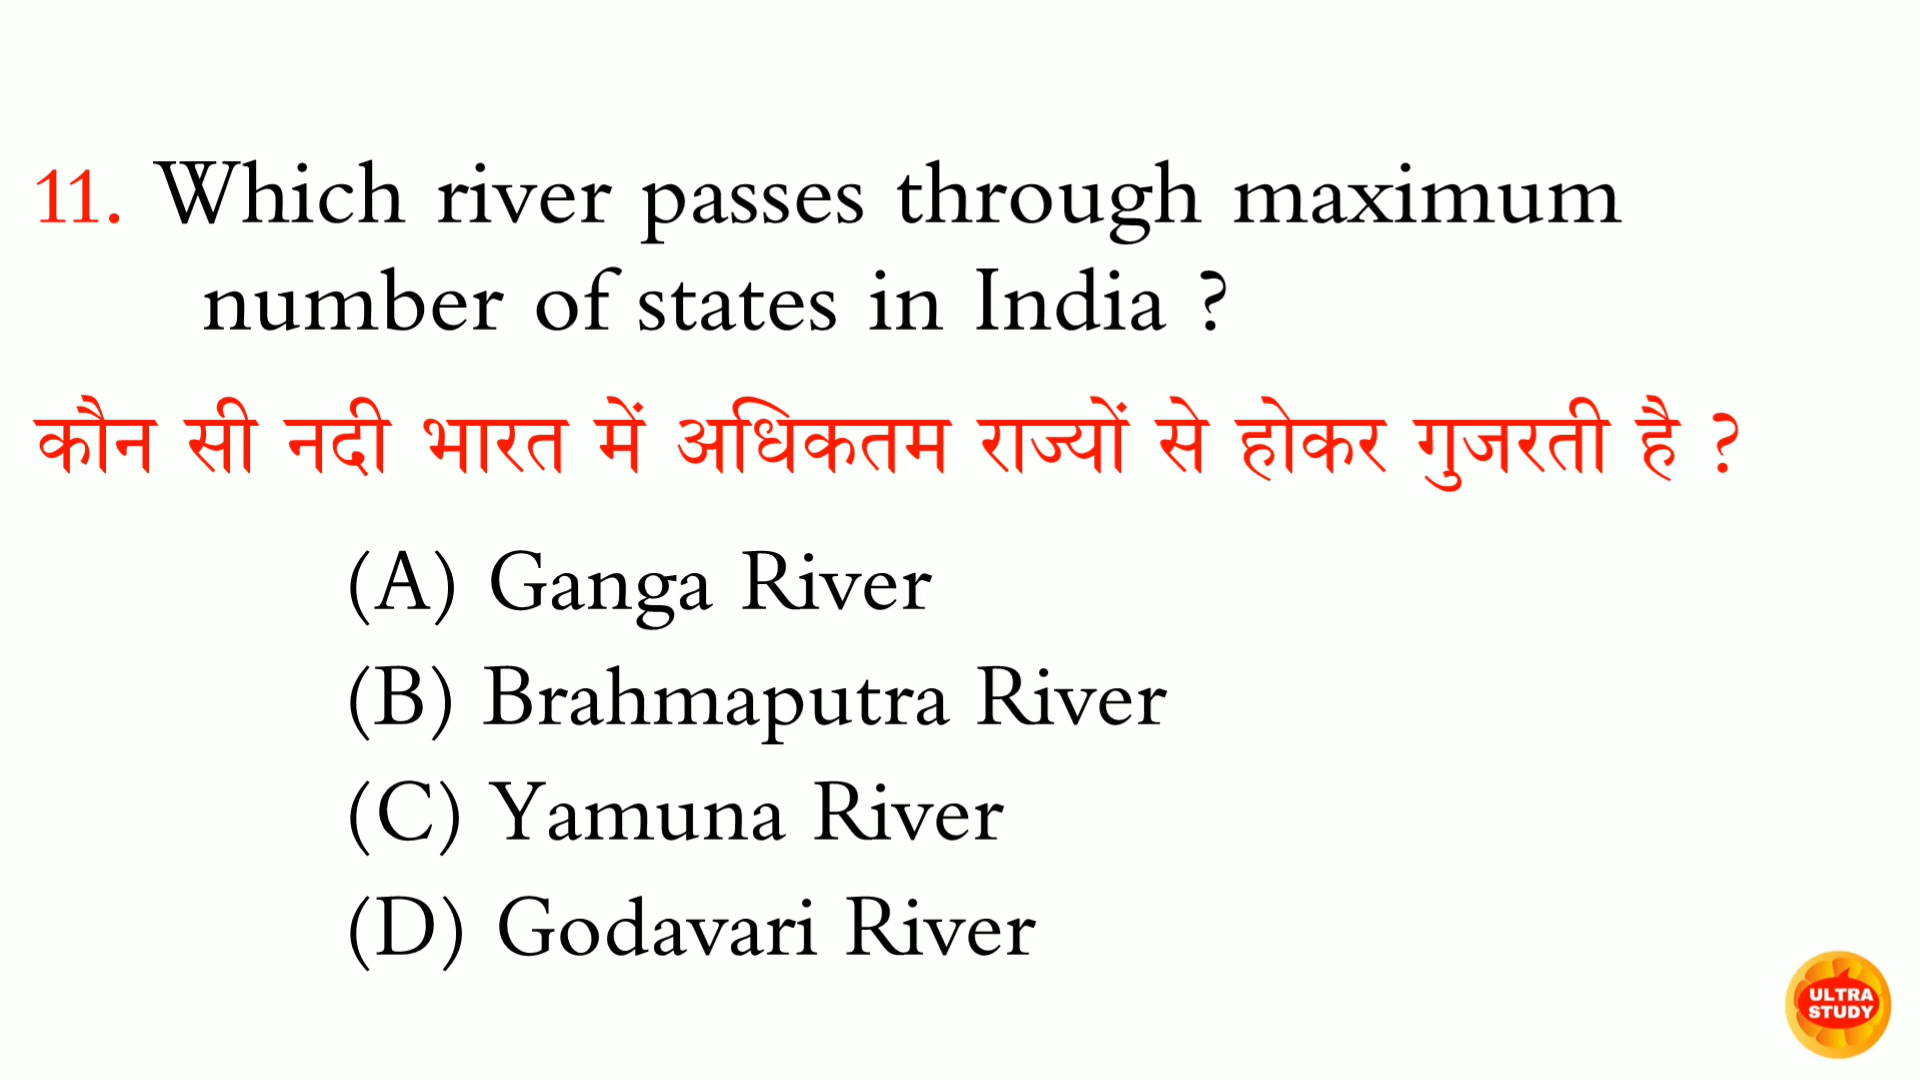 11. Which river passes through maximum
number of states in India ?
कौन सी नदी भारत में अधिकतम राज्यों से होकर गुजरती है ?
(A) Ganga River
(B) Brahmaputra River
(C) Yamuna River
(D) Godavari River
ULTRA
STUDY